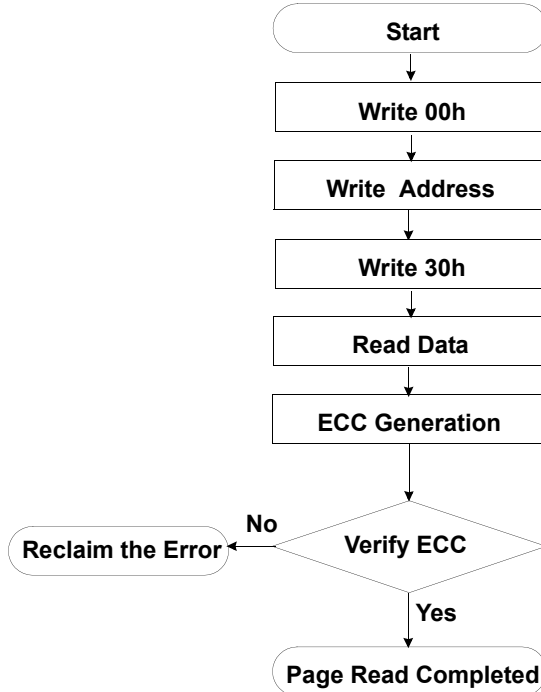 Start
Write 00h
Write Address
Write 30h
Read Data
ECC Generation
Verify ECC
No
Reclaim the Error
Yes
Page Read Completed